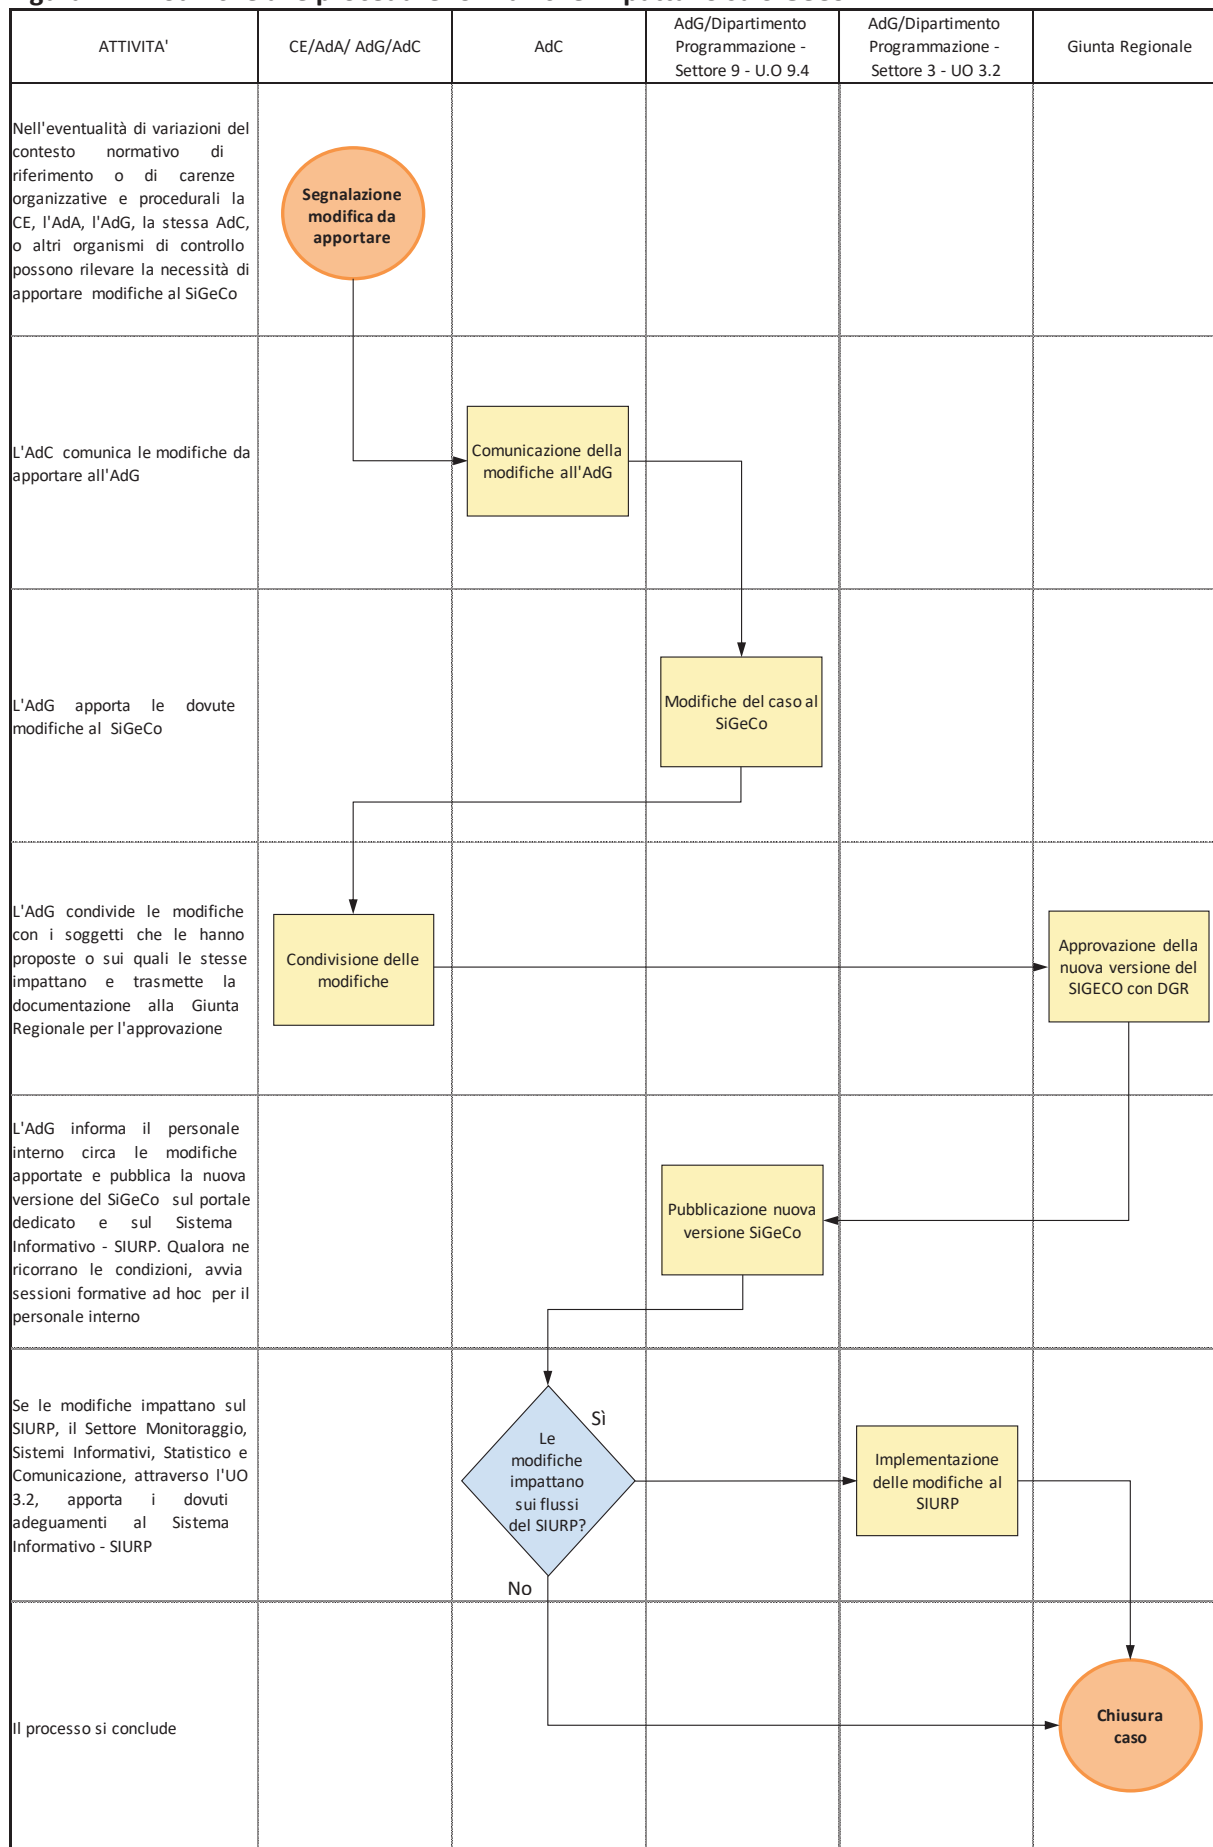 ATTIVITA'
CE/AdA/ AdG/AdC
AdC
AdG/Dipartimento
Programmazione -
Settore 9 - U.O 9.4
AdG/Dipartimento
Programmazione -
Settore 3 - UO 3.2
Giunta Regionale
Nell'eventualità di variazioni del
contesto normativo di
riferimento o di carenze
organizzative e procedurali la
CE, l'AdA, l'AdG, la stessa AdC,
o altri organismi di controllo
possono rilevare la necessità di
apportare modifiche al SiGeCo
Segnalazione
modifica da
apportare
L'AdC comunica le modifiche da
apportare all'AdG
Comunicazione della
modifiche all'AdG
L'AdG apporta le dovute
modifiche al SiGeCo
Modifiche del caso al
SiGeCo
L'AdG condivide le modifiche
con i soggetti che le hanno
proposte o sui quali le stesse
impattano e trasmette la
documentazione alla Giunta
Regionale per l'approvazione
Condivisione delle
modifiche
Approvazione della
nuova versione del
SIGECO con DGR
L'AdG informa il personale
interno circa le modifiche
apportate e pubblica la nuova
versione del SiGeCo sul portale
dedicato e sul Sistema
Informativo - SIURP. Qualora ne
ricorrano le condizioni, avvia
sessioni formative ad hoc per il
personale interno
Pubblicazione nuova
versione SiGeCo
Se le modifiche impattano sul
SIURP, il Settore Monitoraggio,
Sistemi Informativi, Statistico e
Comunicazione, attraverso l'UO
3.2, apporta i dovuti
adeguamenti al Sistema
Informativo - SIURP
Le
modifiche
impattano
sui flussi
del SIURP?
Sì
No
Implementazione
delle modifiche al
SIURP
Il processo si conclude
Chiusura
caso